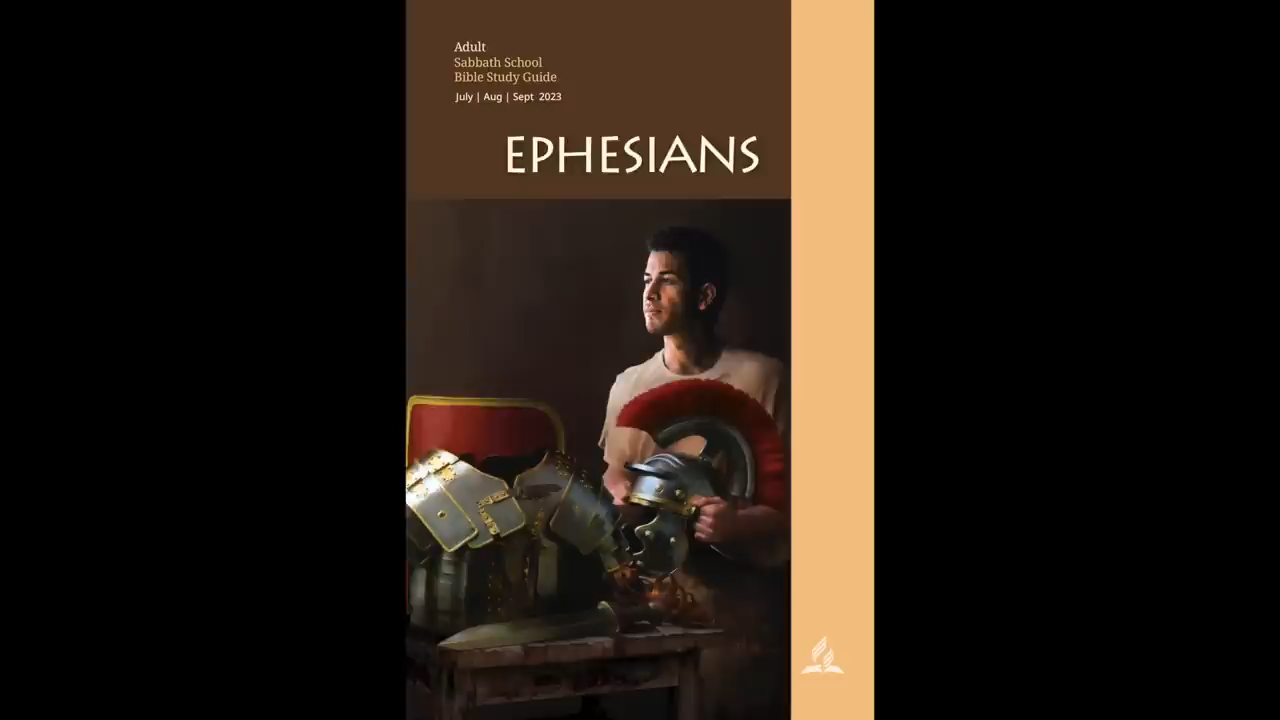 Adult
Sabbath School
Bible Study Guide
July | Aug | Sept 2023
EPHESIANS